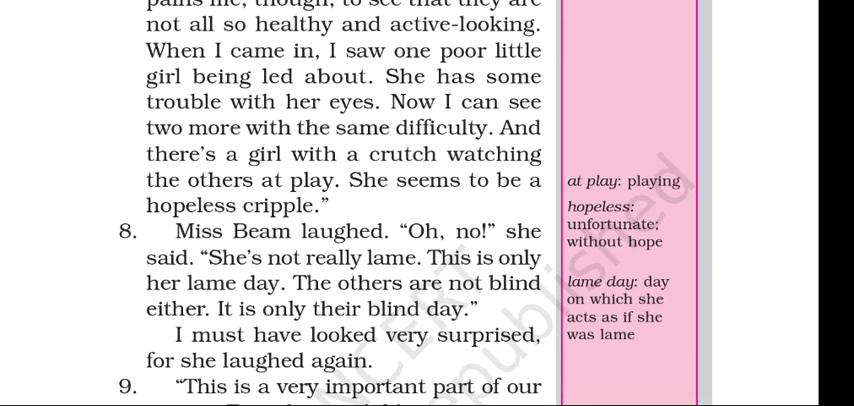 not all so healthy and active-looking.
When I came in, I saw one poor little
girl being led about. She has some
trouble with her eyes. Now I can see
two more with the same difficulty. And
there's a girl with a crutch watching
the others at play. She seems to be a
hopeless cripple.”
8. Miss Beam laughed. “Oh, no!” she
said. “She's not really lame. This is only
her lame day. The others are not blind
either. It is only their blind day.”
I must have looked very surprised,
for she laughed again.
9. “This is a very important part of our
at play: playing
hopeless:
unfortunate;
without hope
lame day: day
on which she
acts as if she
was lame
NCERT
republished